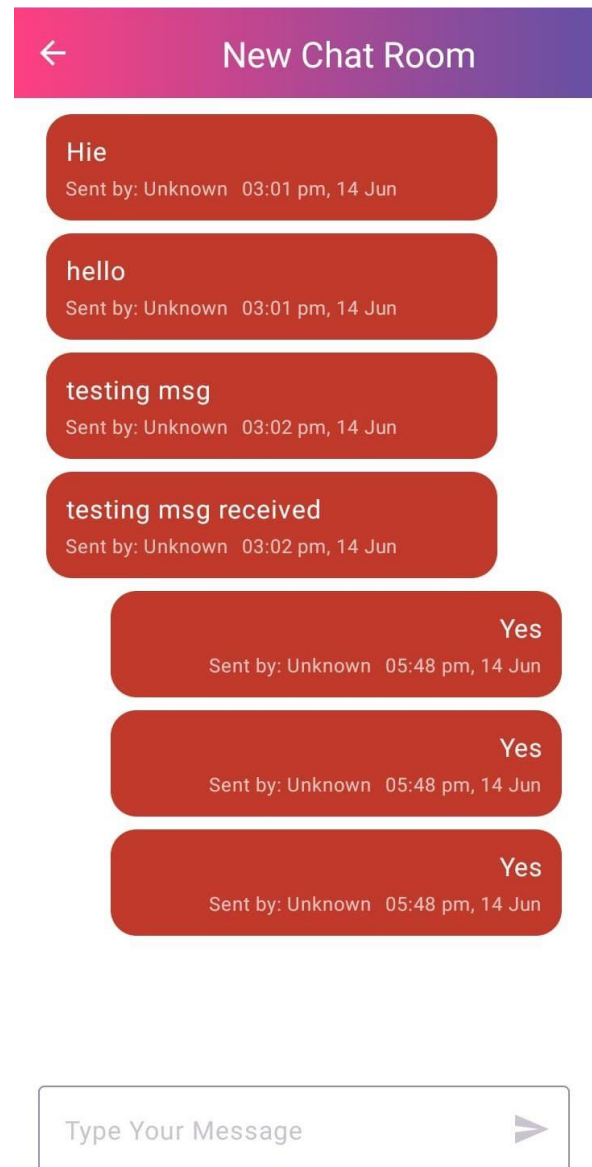 New Chat Room
Hie
Sent by: Unknown 03:01 pm, 14 Jun
hello
Sent by: Unknown 03:01 pm, 14 Jun
testing msg
Sent by: Unknown 03:02 pm, 14 Jun
testing msg received
Sent by: Unknown 03:02 pm, 14 Jun
Yes
Sent by: Unknown 05:48 pm, 14 Jun
Yes
Sent by: Unknown 05:48 pm, 14 Jun
Yes
Sent by: Unknown 05:48 pm, 14 Jun
Type Your Message